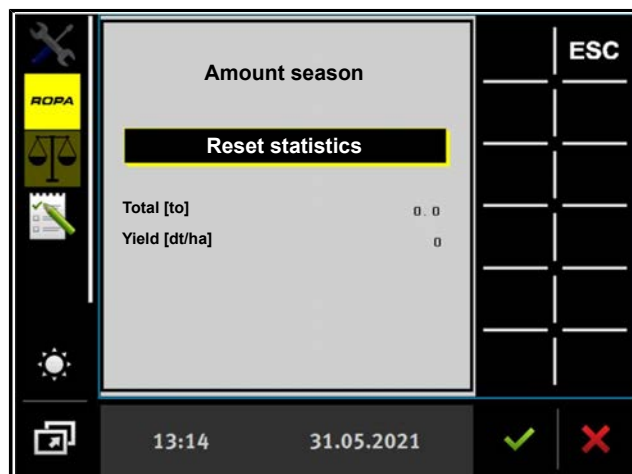 ESC
Amount season
ROPA
Reset statistics
Total [to] 0.0
Yield [dt/ha] 0
13:14 31.05.2021